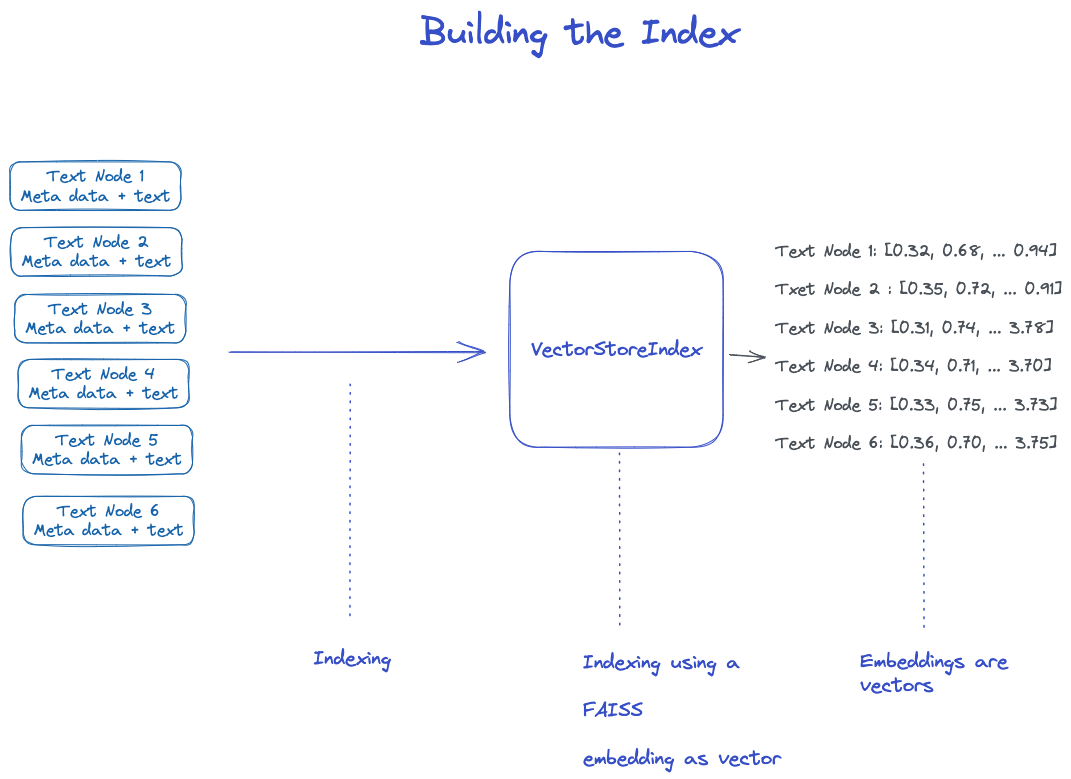 Building the Index
Text Node 1
Meta data + text
Text Node 2
Meta data + text
Text Node 3
Meta data + text
Text Node 4
Meta data + text
Text Node 5
Meta data + text
Text Node 6
Meta data + text
VectorStoreIndex
Text Node 1: [0.32, 0.68, ... 0.94]
Txet Node 2 : [0.35, 0.72, ... 0.91]
Text Node 3: [0.31, 0.74, ... 3.78]
Text Node 4: [0.34, 0.71, ... 3.70]
Text Node 5: [0.33, 0.75, ... 3.73]
Text Node 6: [0.36, 0.70, ... 3.75]
Indexing
Indexing using a
FAISS
embedding as vector
Embeddings are
vectors